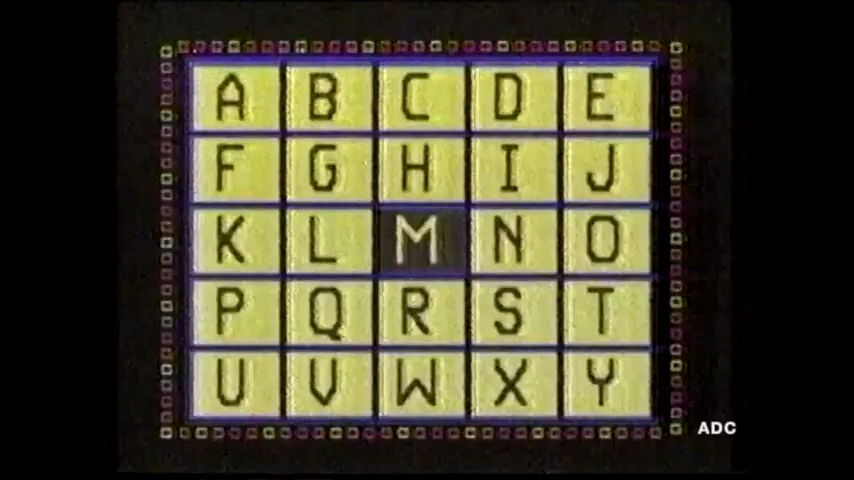 A B C D E
F G H I J
K L M N O
P Q R S T
U V W X Y
ADC